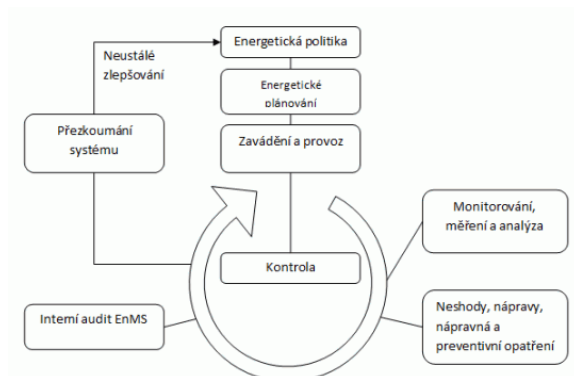 Energetická politika
Neustálé
zlepšování
Energetické
plánování
Přezkoumání
systému
Zavádění a provoz
Monitorování,
měření a analýza
Kontrola
Interní audit EnMS
Neshody, nápravy,
nápravná a
preventivní opatření